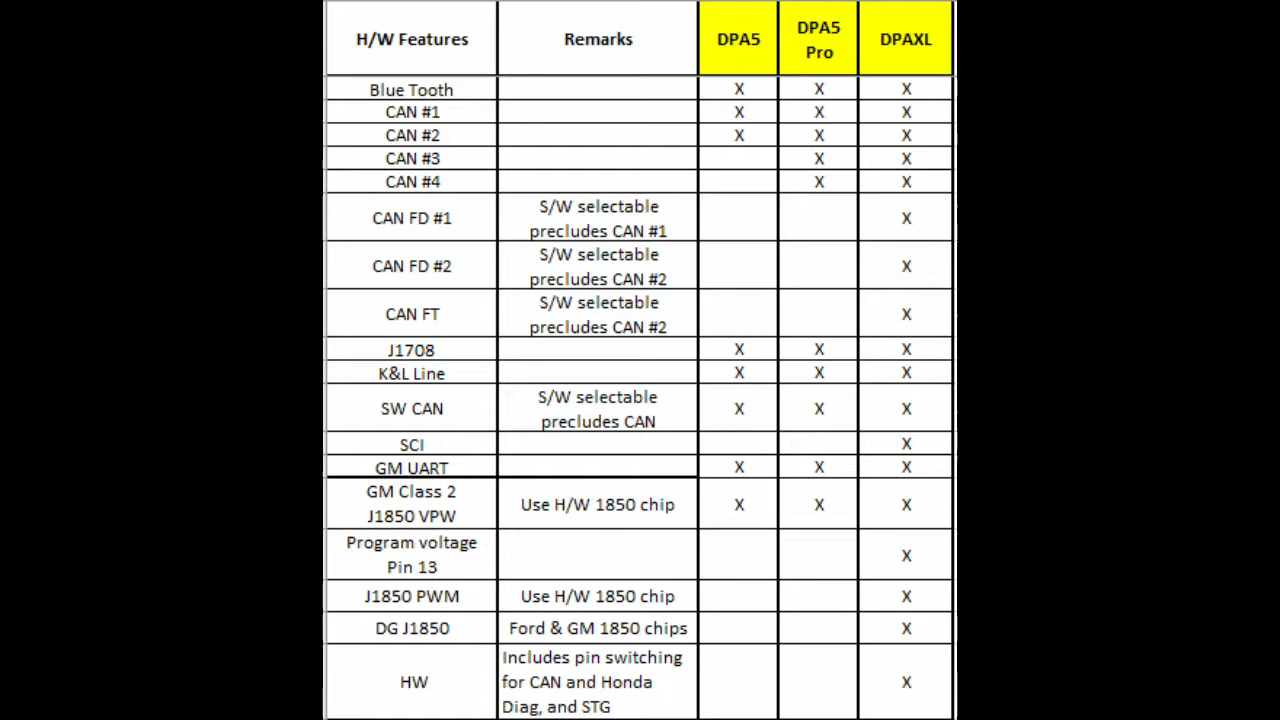 H/W Features Remarks DPA5 DPA5 Pro DPAXL
Blue Tooth X X X
CAN #1 X X X
CAN #2 X X X
CAN #3 X X
CAN #4 X X
CAN FD #1 S/W selectable precludes CAN #1 X
CAN FD #2 S/W selectable precludes CAN #2 X
CAN FT S/W selectable precludes CAN #2 X
J1708 X X X
K&L Line X X X
SW CAN S/W selectable precludes CAN X X X
SCI X
GM UART X X X
GM Class 2 J1850 VPW Use H/W 1850 chip X X X
Program voltage Pin 13 X
J1850 PWM Use H/W 1850 chip X
DG J1850 Ford & GM 1850 chips X
HW Includes pin switching for CAN and Honda Diag, and STG X